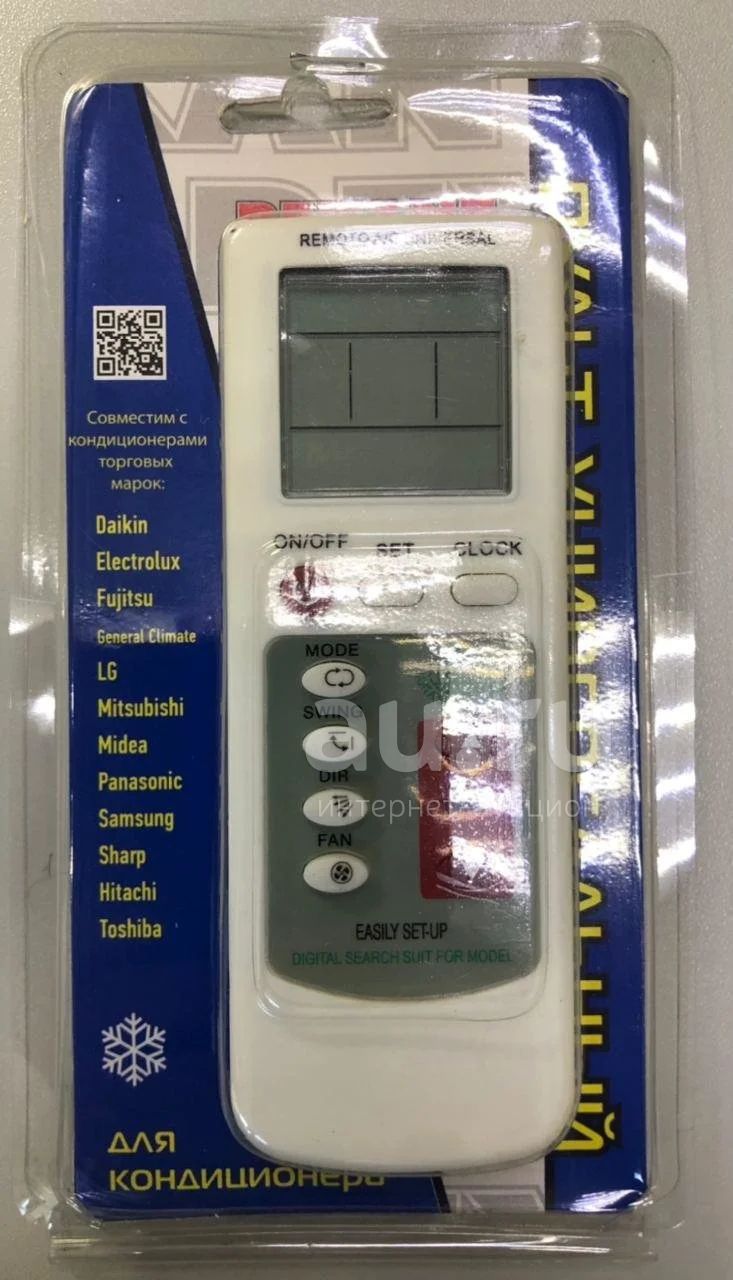 REMOTO A/C UNIVERSAL
Совместим с
кондиционерами
торговых
марок:
Daikin
Electrolux
Fujitsu
General Climate
LG
Mitsubishi
Midea
Panasonic
Samsung
Sharp
Hitachi
Toshiba
для
кондиционера
ПУЛЬТ УНИВЕРСАЛЬНЫЙ
ON/OFF
SET
CLOCK
MODE
SWING
DIR
FAN
EASILY SET-UP
DIGITAL SEARCH SUIT FOR MODEL
au.ru
интернет-аукцион